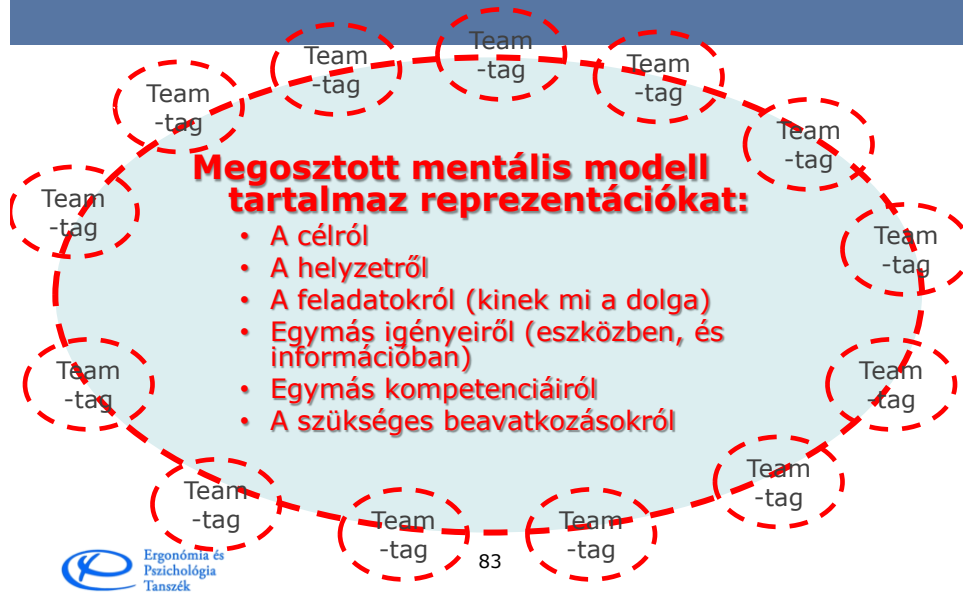 Team
-tag
Team
-tag
Team
-tag
Team
-tag
Team
-tag
Team
-tag
Team
-tag
Megosztott mentális modell
tartalmaz reprezentációkat:
• A célról
• A helyzetről
• A feladatokról (kinek mi a dolga)
• Egymás igényeiről (eszközben, és
információban)
• Egymás kompetenciáiról
• A szükséges beavatkozásokról
Team
-tag
Team
-tag
Team
-tag
Team
-tag
Team
-tag
Team
-tag
Ergonómia és
Pszichológia
Tanszék
83